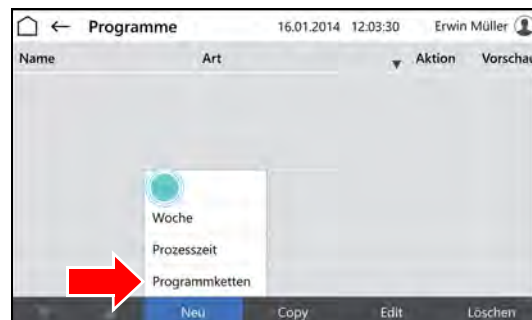 Programme 16.01.2014 12:03:30 Erwin Müller
Name Art Aktion Vorschau
Woche
Prozesszeit
Programmketten
Neu Copy Edit Löschen